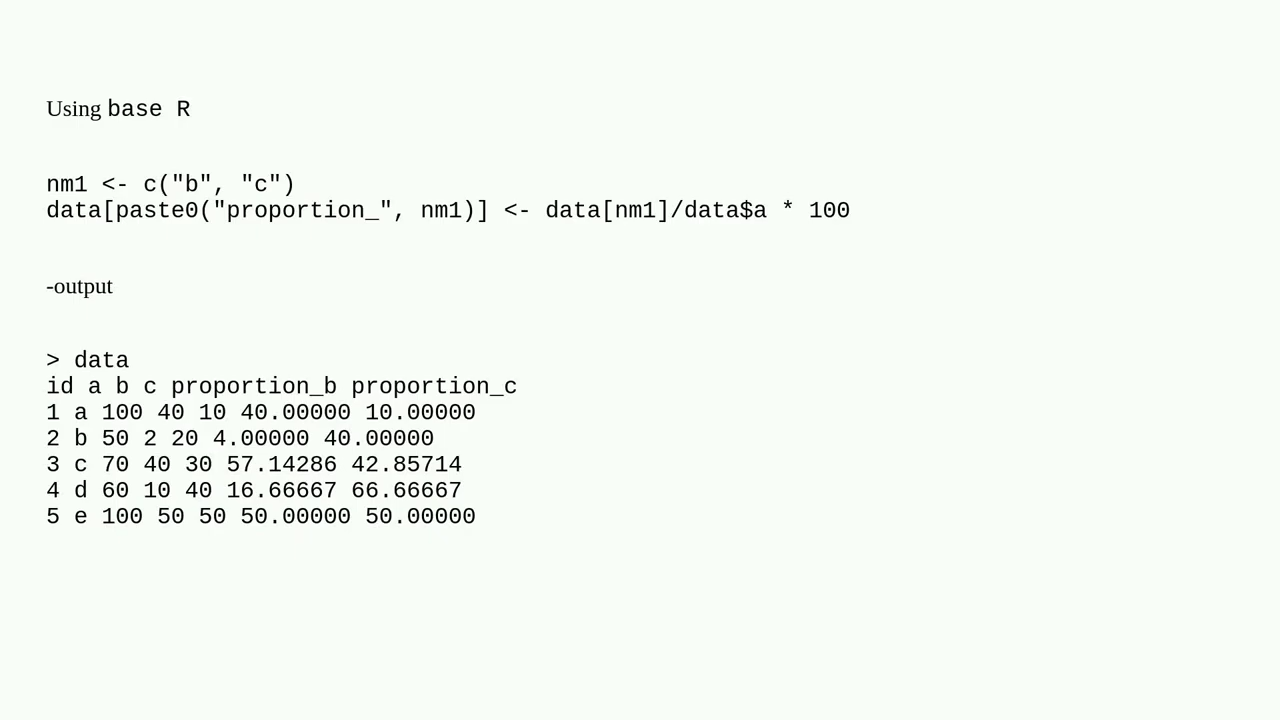 Using base R
nm1 <- c("b", "c")
data[paste0("proportion_", nm1)] <- data[nm1]/data$a * 100
-output
> data
id a b c proportion_b proportion_c
1 a 100 40 10 40.00000 10.00000
2 b 50 2 20 4.00000 40.00000
3 c 70 40 30 57.14286 42.85714
4 d 60 10 40 16.66667 66.66667
5 e 100 50 50 50.00000 50.00000